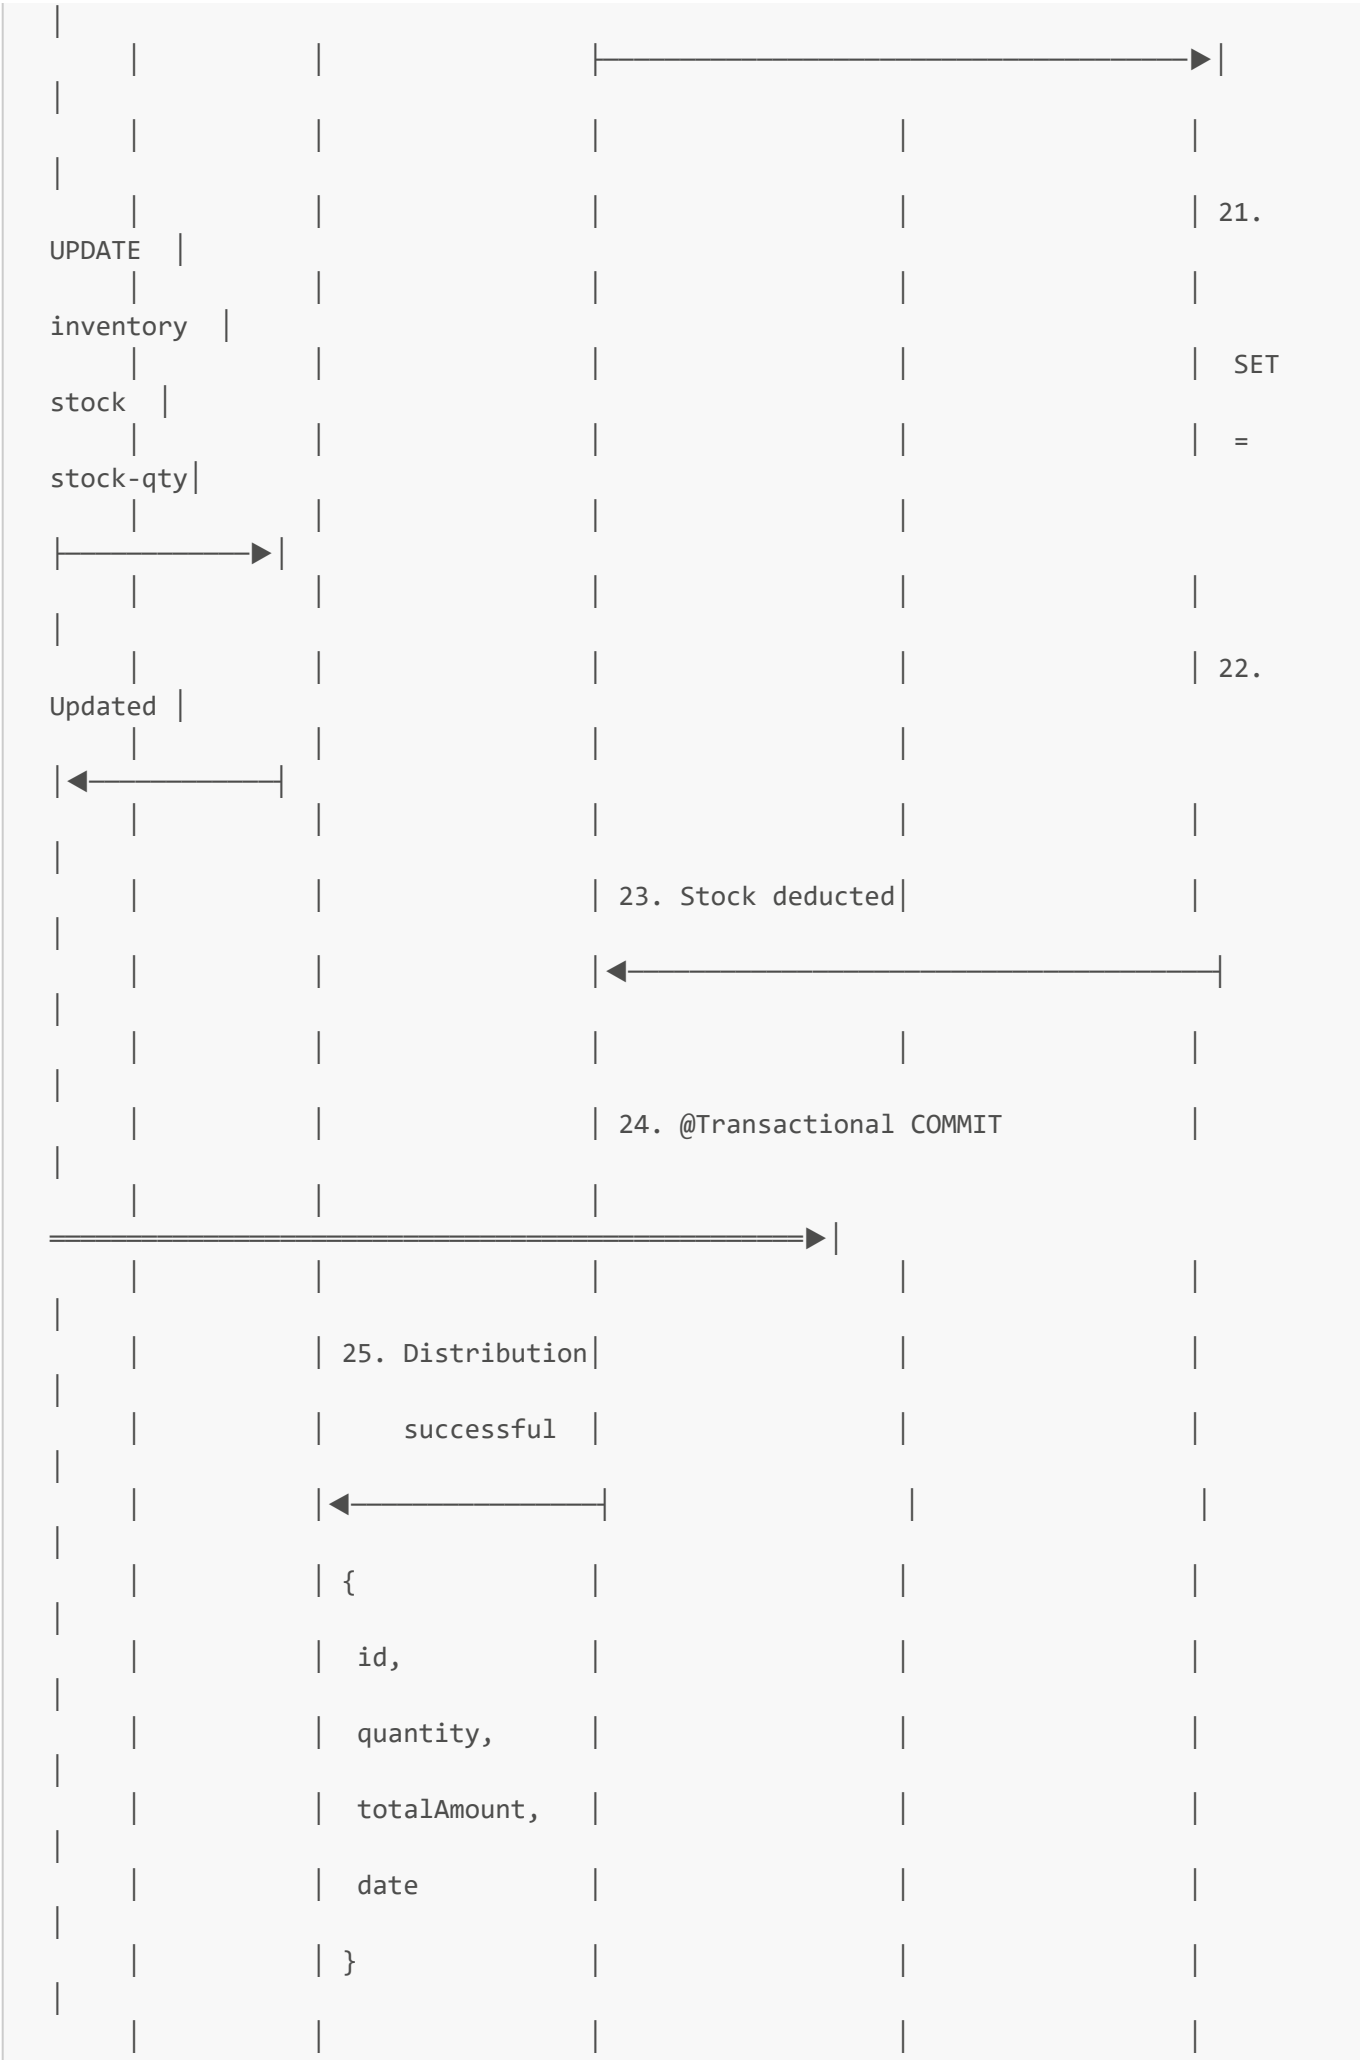 21.
UPDATE
inventory
SET
stock
=
stock-qty
22.
Updated
23. Stock deducted
24. @Transactional COMMIT
25. Distribution
successful
{
id,
quantity,
totalAmount,
date
}